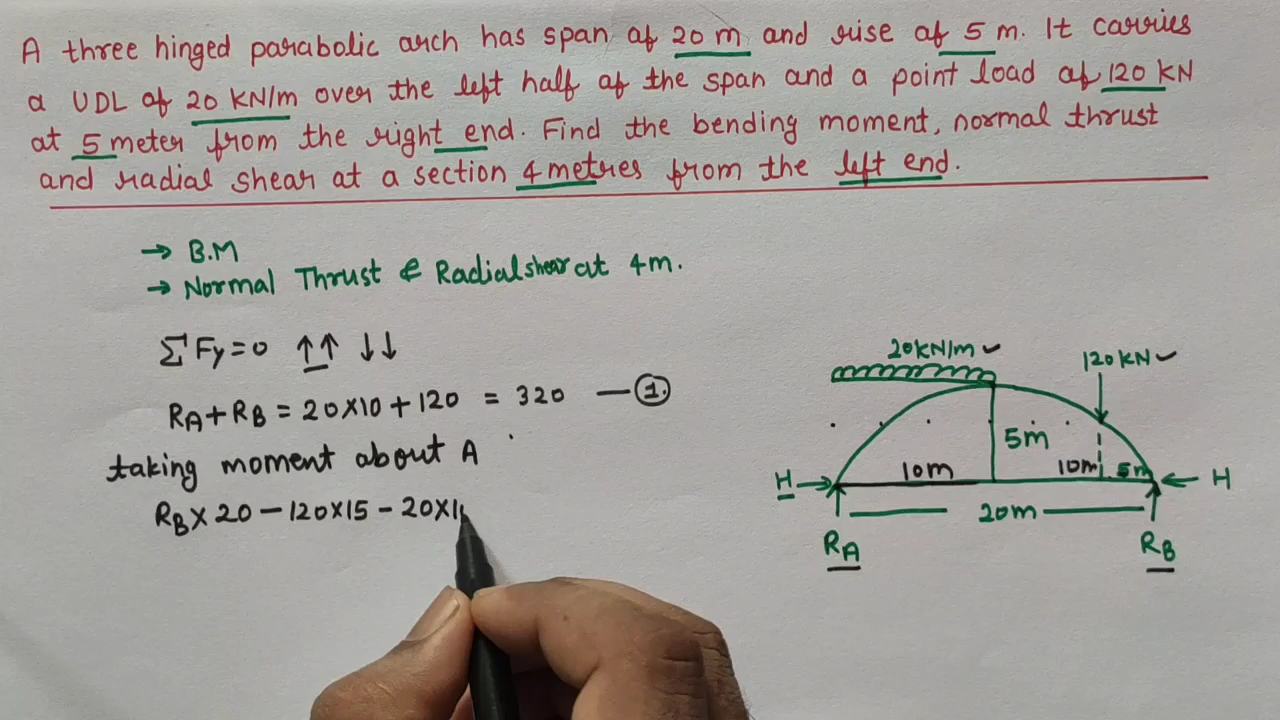 A three hinged parabolic arch has span of 20 m and rise of 5 m. It carries
a UDL of 20 KN/m over the left half of the span and a point load of 120 KN
at 5 meter from the right end. Find the bending moment, normal thrust
and radial shear at a section 4 metres from the left end.
→ B.M
→ Normal Thrust & Radial shear at 4m.
ΣFy=0 ↑↑ ↓↓
RA+RB = 20×10+120 = 320 —①.
taking moment about A
RB×20-120×15-20×1
20KN/m ✓
120KN ✓
5m
10m
10m
5m
H
H
20m
RA
RB